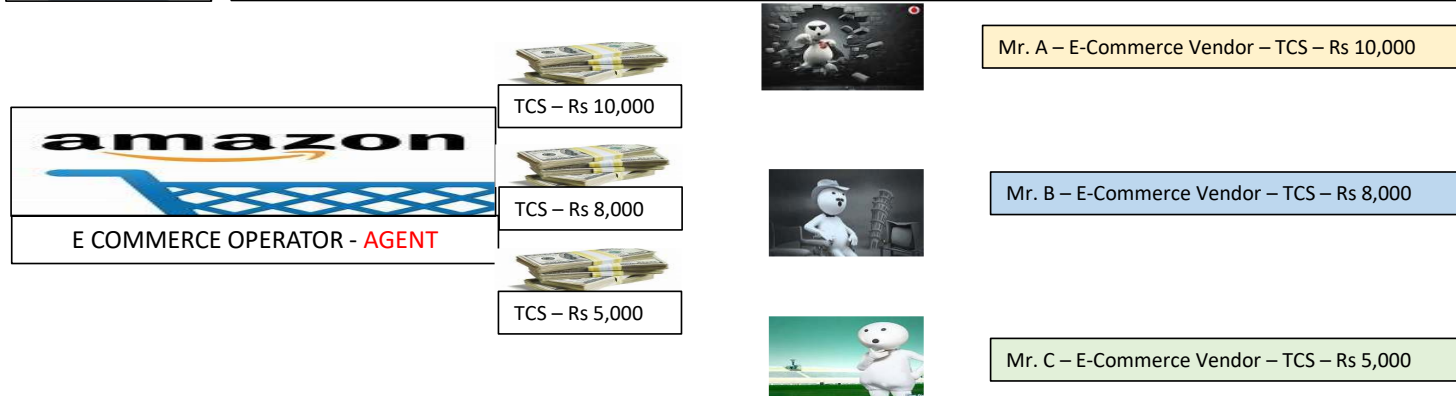 Mr. A – E-Commerce Vendor – TCS – Rs 10,000
TCS – Rs 10,000
amazon
Mr. B – E-Commerce Vendor – TCS – Rs 8,000
TCS – Rs 8,000
E COMMERCE OPERATOR - AGENT
TCS – Rs 5,000
Mr. C – E-Commerce Vendor – TCS – Rs 5,000